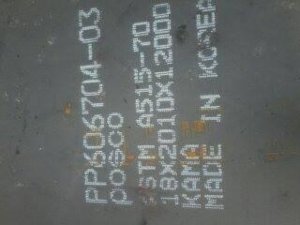 PP606704-03
POSCO
ASTM A515-70
18X2010X12000
KAMA
MADE IN KOREA